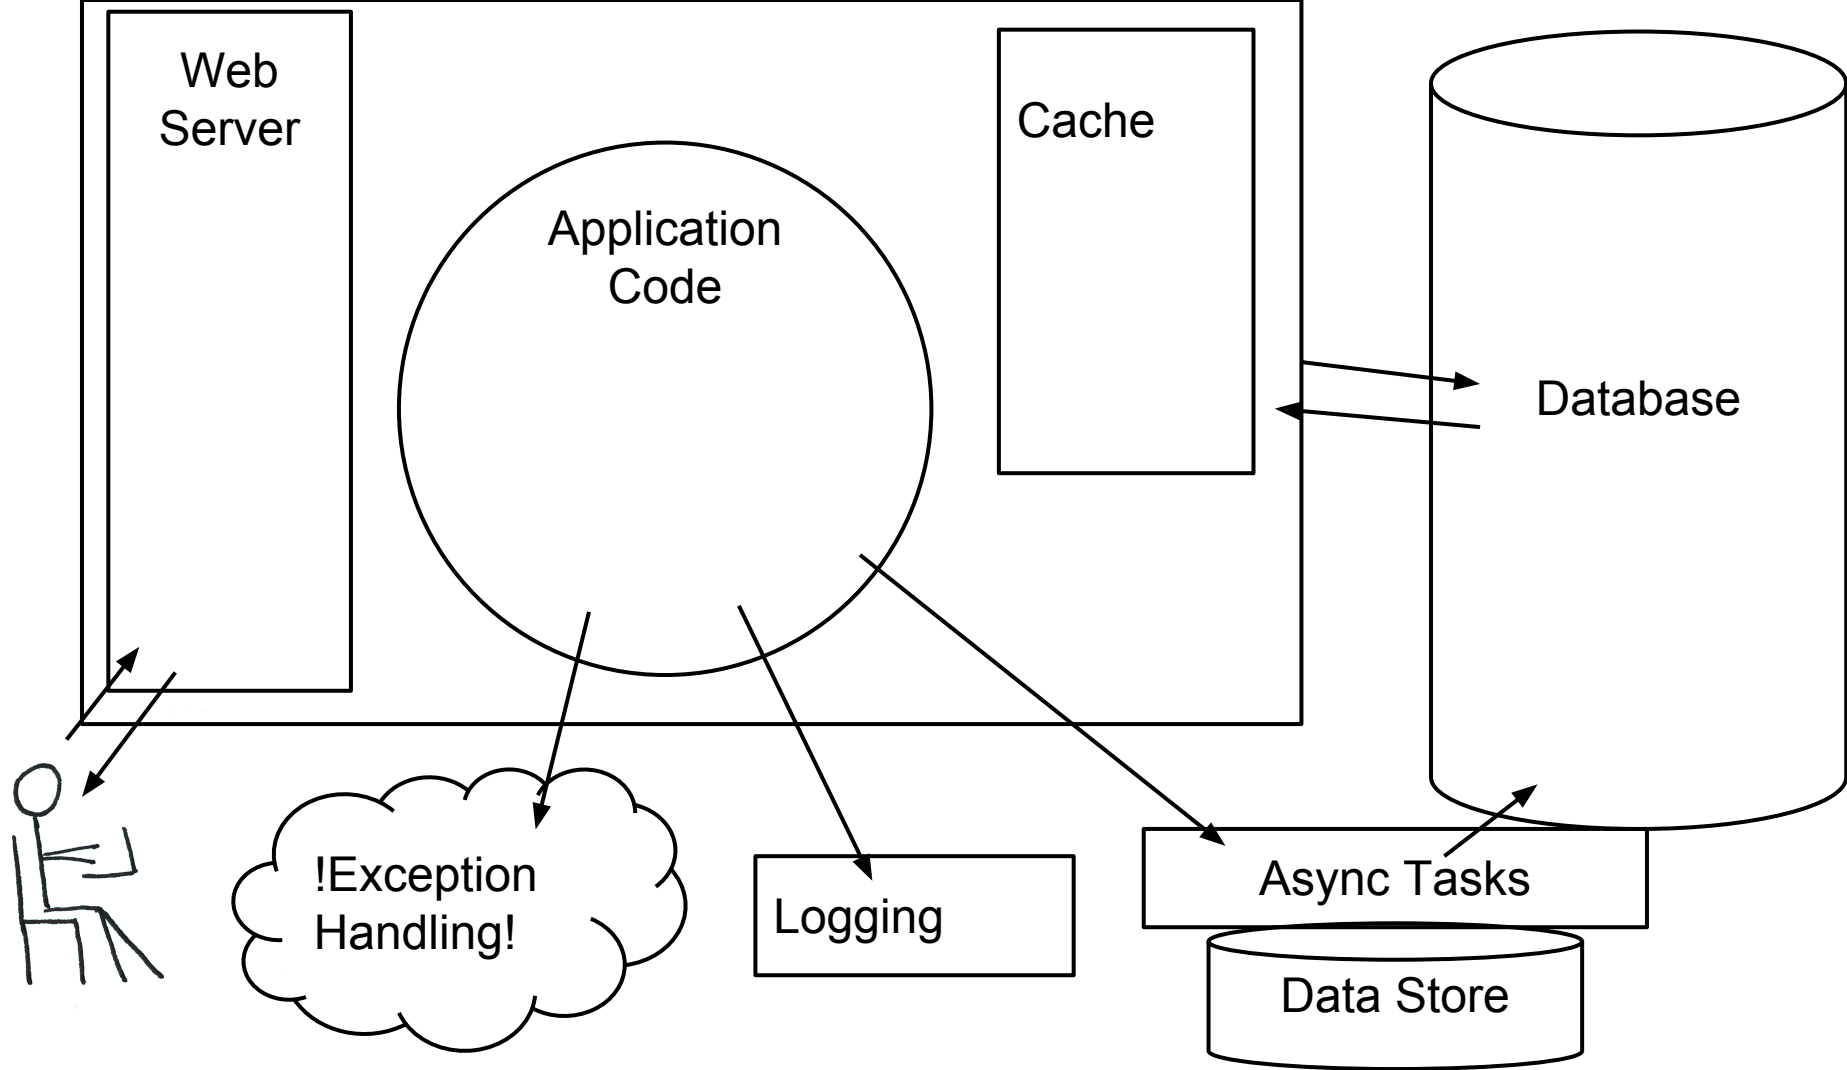 Web
Server
Application
Code
Cache
Database
!Exception
Handling!
Logging
Async Tasks
Data Store